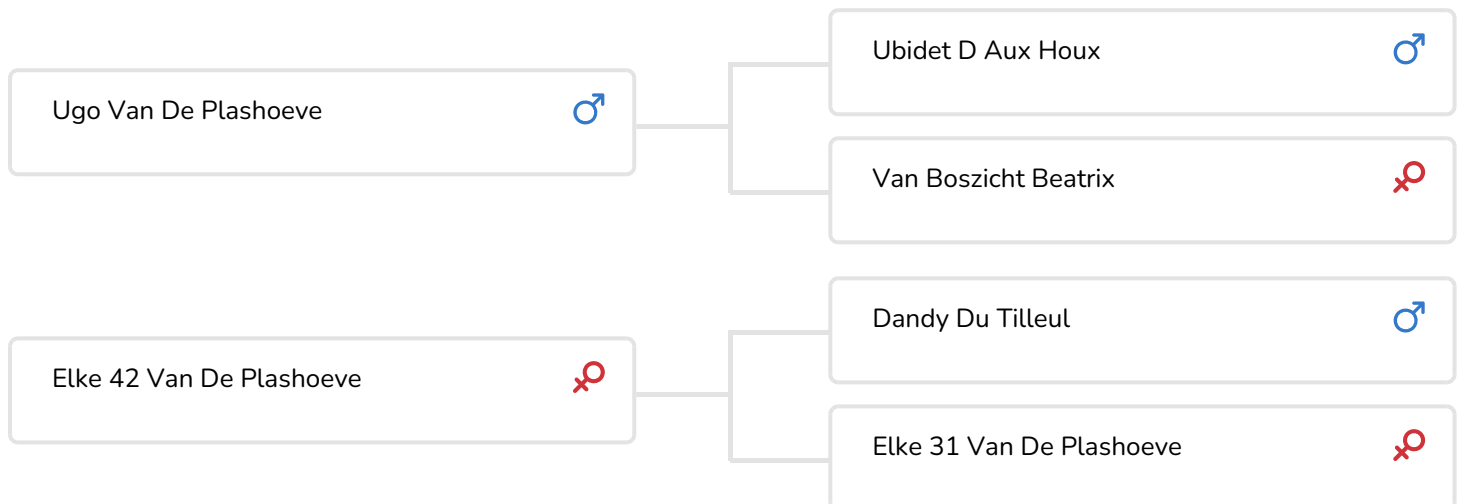 Ubidet D Aux Houx
Ugo Van De Plashoeve
Van Boszicht Beatrix
Dandy Du Tilleul
Elke 42 Van De Plashoeve
Elke 31 Van De Plashoeve